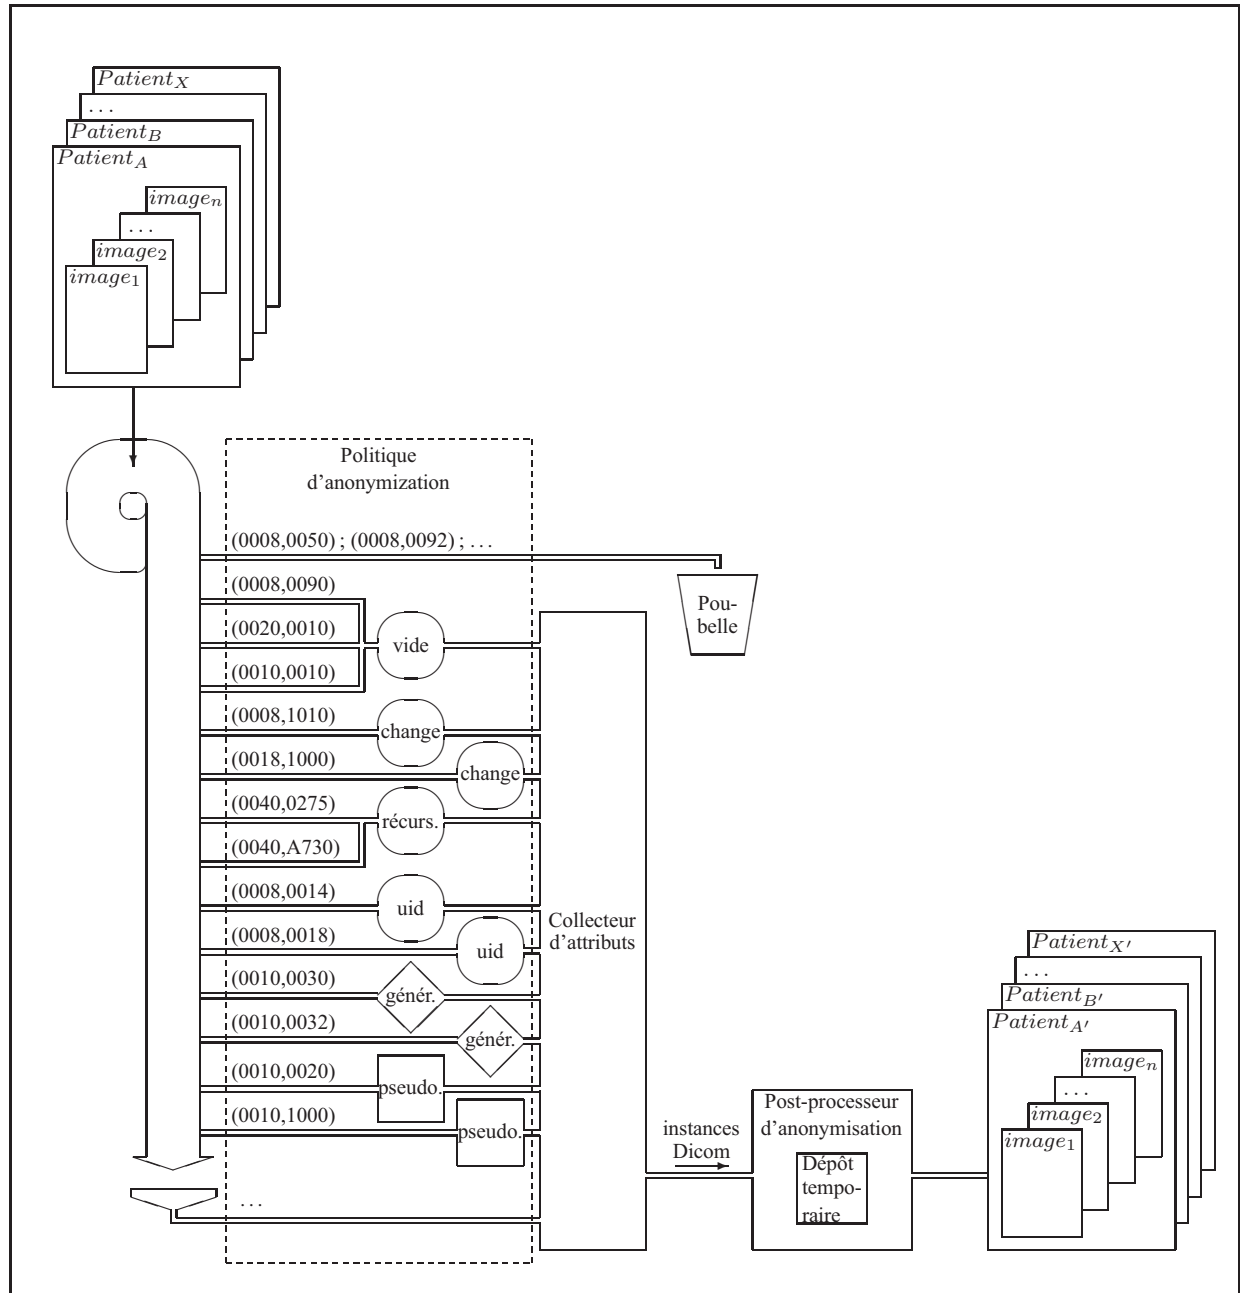 Patient_X
...
Patient_B
Patient_A
image_n
...
image_2
image_1
Politique
d'anonymization
(0008,0050) ; (0008,0092) ; ...
(0008,0090)
(0020,0010)
(0010,0010)
vide
Pou-
belle
(0008,1010)
change
(0018,1000)
change
(0040,0275)
récurs.
(0040,A730)
(0008,0014)
uid
(0008,0018)
uid
(0010,0030)
génér.
(0010,0032)
génér.
(0010,0020)
pseudo.
(0010,1000)
pseudo.
...
Collecteur
d'attributs
instances
Dicom
Post-processeur
d'anonymisation
Dépôt
tempo-
raire
Patient_X'
...
Patient_B'
Patient_A'
image_n
...
image_2
image_1